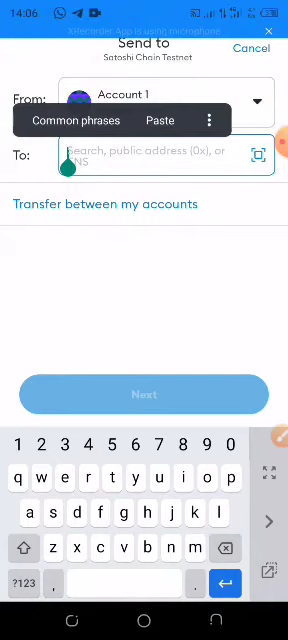 14:06
XRecorder App is using microphone
Send to
Cancel
Satoshi Chain Testnet
From:
Account 1
Common phrases
Paste
To:
Search, public address (0x), or
ENS
Transfer between my accounts
Next
1 2 3 4 5 6 7 8 9 0
q w e r t y u i o p
a s d f g h j k l
z x c v b n m
?123 , .